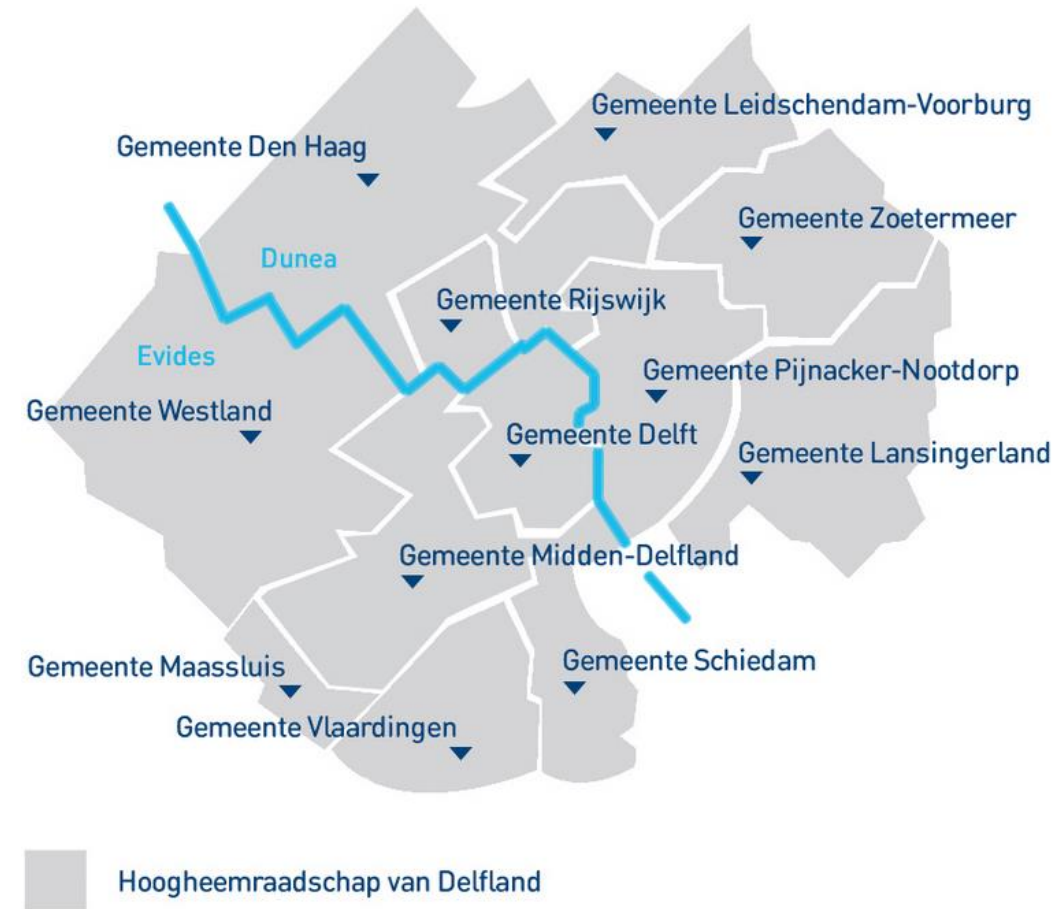 Gemeente Leidschendam-Voorburg
Gemeente Den Haag
Gemeente Zoetermeer
Dunea
Gemeente Rijswijk
Evides
Gemeente Pijnacker-Nootdorp
Gemeente Westland
Gemeente Delft
Gemeente Lansingerland
Gemeente Midden-Delfland
Gemeente Schiedam
Gemeente Maassluis
Gemeente Vlaardingen
Hoogheemraadschap van Delfland